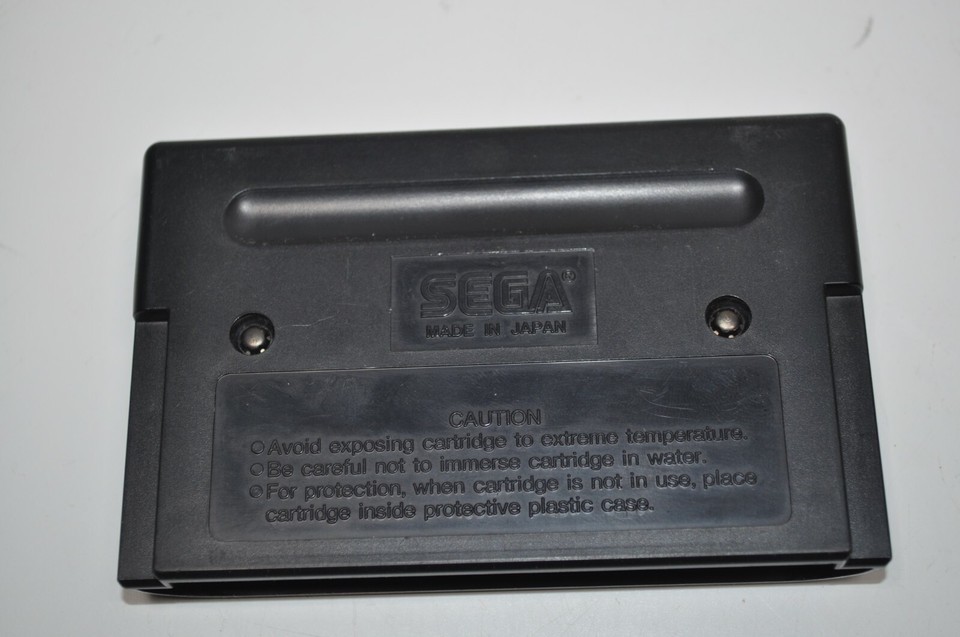 SEGA®
MADE IN JAPAN
CAUTION
○ Avoid exposing cartridge to extreme temperature.
○ Be careful not to immerse cartridge in water.
○ For protection, when cartridge is not in use, place
cartridge inside protective plastic case.